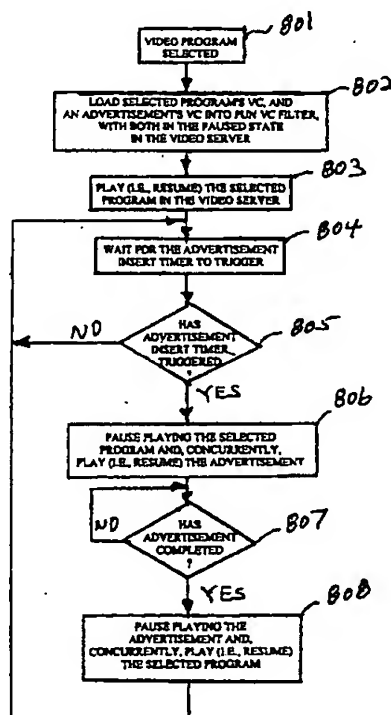 801
VIDEO PROGRAM
SELECTED
802
LOAD SELECTED PROGRAM'S VC, AND
AN ADVERTISEMENT'S VC INTO PUN VC FILTER,
WITH BOTH IN THE PAUSED STATE
IN THE VIDEO SERVER
803
PLAY (I.E., RESUME) THE SELECTED
PROGRAM IN THE VIDEO SERVER
804
WAIT FOR THE ADVERTISEMENT
INSERT TIMER TO TRIGGER
805
NO
HAS
ADVERTISEMENT
INSERT TIMER
TRIGGERED
?
YES
806
PAUSE PLAYING THE SELECTED
PROGRAM AND, CONCURRENTLY,
PLAY (I.E., RESUME) THE ADVERTISEMENT
807
NO
HAS
ADVERTISEMENT
COMPLETED
?
YES
808
PAUSE PLAYING THE
ADVERTISEMENT AND,
CONCURRENTLY, PLAY (I.E., RESUME)
THE SELECTED PROGRAM